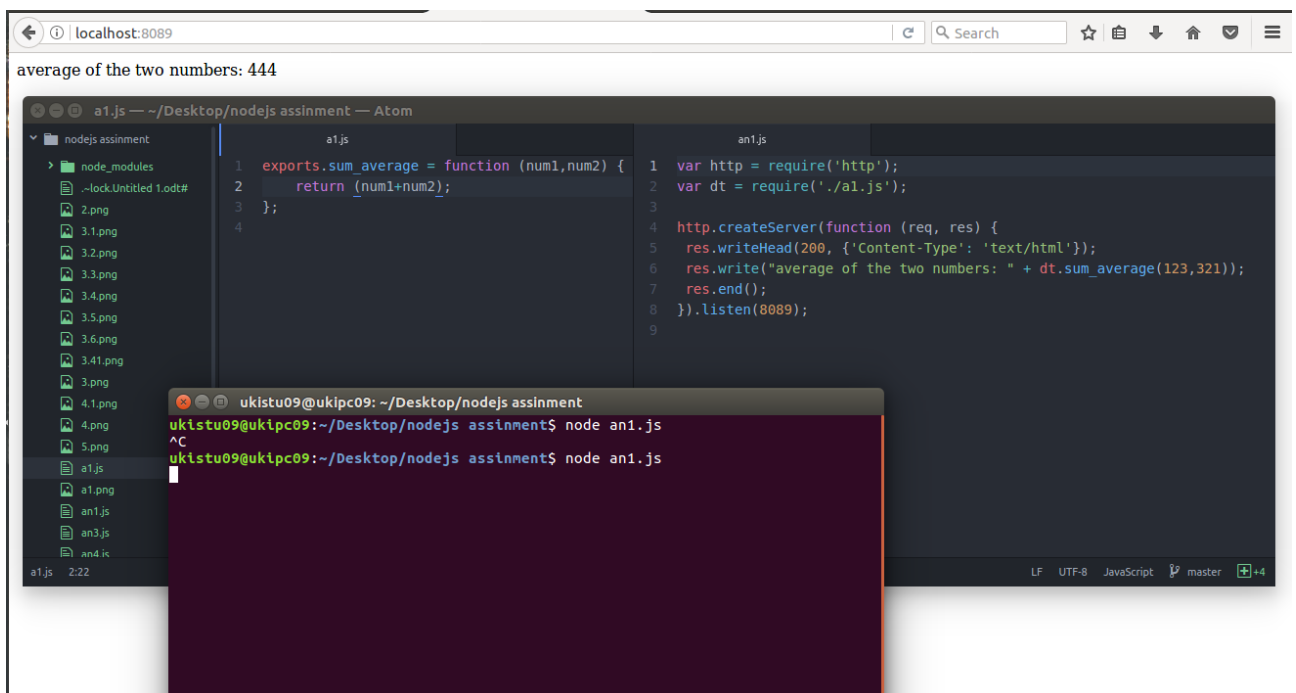 localhost:8089
Search
average of the two numbers: 444
a1.js — ~/Desktop/nodejs assinment — Atom
nodejs assinment
node_modules
.~lock.Untitled 1.odt#
2.png
3.1.png
3.2.png
3.3.png
3.4.png
3.5.png
3.6.png
3.41.png
3.png
4.1.png
4.png
5.png
a1.js
a1.png
an1.js
an3.js
an4.js
a1.js
1 exports.sum_average = function (num1,num2) {
2 return (num1+num2);
3 };
4
an1.js
1 var http = require('http');
2 var dt = require('./a1.js');
3
4 http.createServer(function (req, res) {
5 res.writeHead(200, {'Content-Type': 'text/html'});
6 res.write("average of the two numbers: " + dt.sum_average(123,321));
7 res.end();
8 }).listen(8089);
9
ukistu09@ukipc09: ~/Desktop/nodejs assinment
ukistu09@ukipc09:~/Desktop/nodejs assinment$ node an1.js
^C
ukistu09@ukipc09:~/Desktop/nodejs assinment$ node an1.js
a1.js 2:22
LF UTF-8 JavaScript master +4